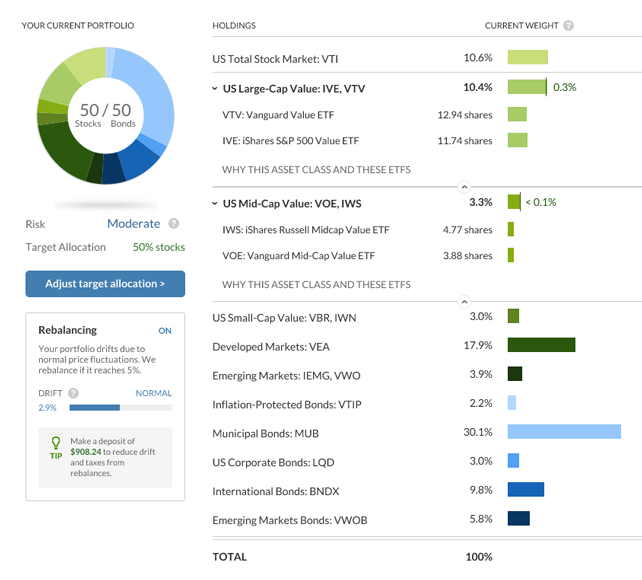 YOUR CURRENT PORTFOLIO
50 / 50
Stocks Bonds
Risk Moderate ?
Target Allocation 50% stocks
Adjust target allocation >
Rebalancing ON
Your portfolio drifts due to
normal price fluctuations. We
rebalance if it reaches 5%.
DRIFT ? NORMAL
2.9%
TIP
Make a deposit of
$908.24 to reduce drift
and taxes from
rebalances.
HOLDINGS CURRENT WEIGHT ?
US Total Stock Market: VTI 10.6%
US Large-Cap Value: IVE, VTV 10.4% 0.3%
VTV: Vanguard Value ETF 12.94 shares
IVE: iShares S&P 500 Value ETF 11.74 shares
WHY THIS ASSET CLASS AND THESE ETFS
US Mid-Cap Value: VOE, IWS 3.3% < 0.1%
IWS: iShares Russell Midcap Value ETF 4.77 shares
VOE: Vanguard Mid-Cap Value ETF 3.88 shares
WHY THIS ASSET CLASS AND THESE ETFS
US Small-Cap Value: VBR, IWN 3.0%
Developed Markets: VEA 17.9%
Emerging Markets: IEMG, VWO 3.9%
Inflation-Protected Bonds: VTIP 2.2%
Municipal Bonds: MUB 30.1%
US Corporate Bonds: LQD 3.0%
International Bonds: BNDX 9.8%
Emerging Markets Bonds: VWOB 5.8%
TOTAL 100%